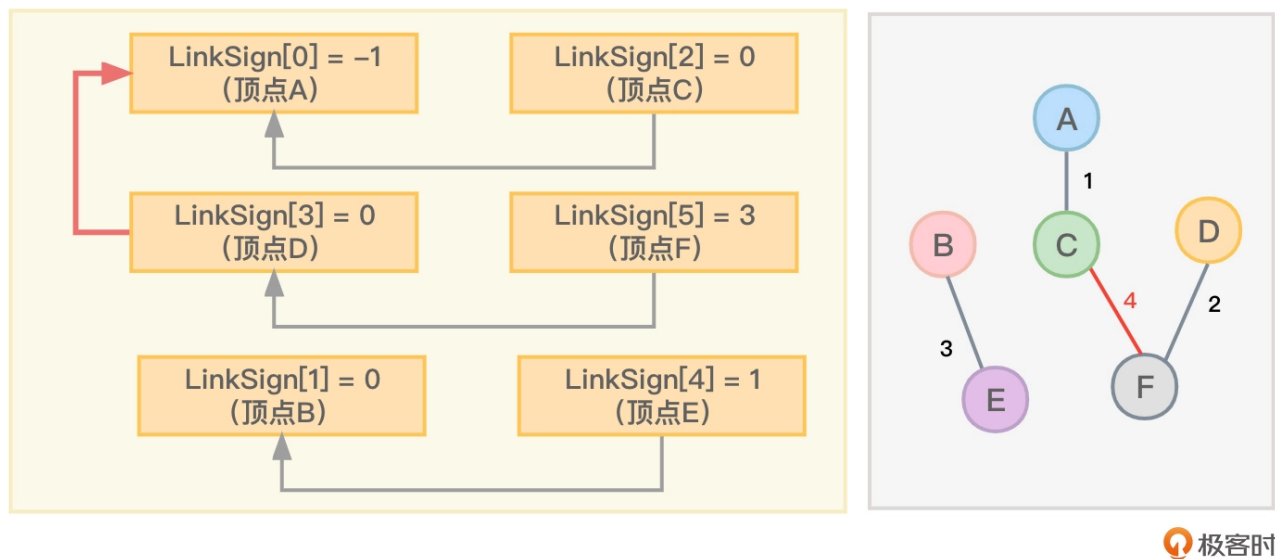 LinkSign[0] = -1
(顶点A)
LinkSign[2] = 0
(顶点C)
LinkSign[3] = 0
(顶点D)
LinkSign[5] = 3
(顶点F)
LinkSign[1] = 0
(顶点B)
LinkSign[4] = 1
(顶点E)
A
1
B
C
D
4
2
3
E
F
极客时